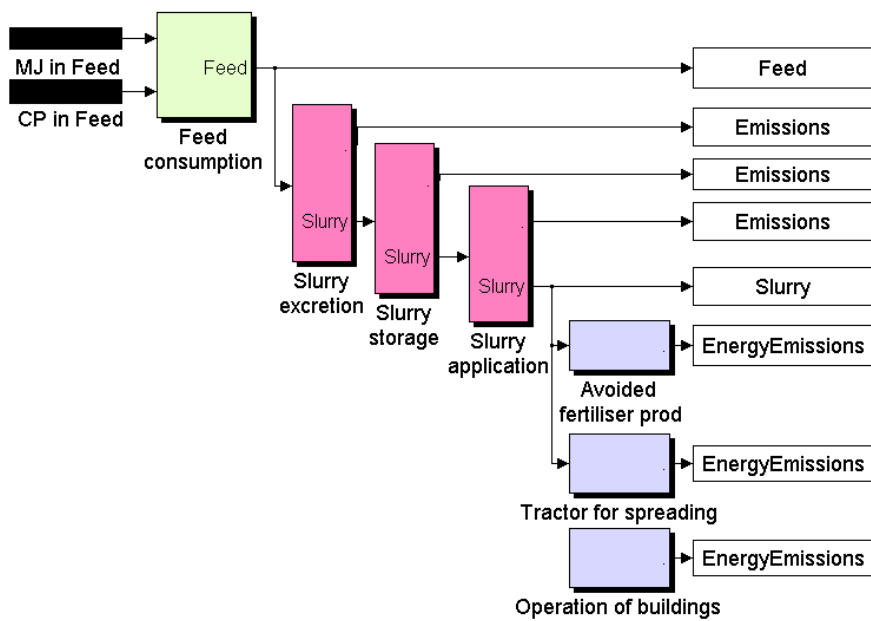 MJ in Feed
CP in Feed
Feed
Feed
consumption
Feed
Emissions
Emissions
Emissions
Slurry
Slurry
excretion
Slurry
Slurry
storage
Slurry
Slurry
application
Slurry
EnergyEmissions
Avoided
fertiliser prod
EnergyEmissions
Tractor for spreading
EnergyEmissions
Operation of buildings